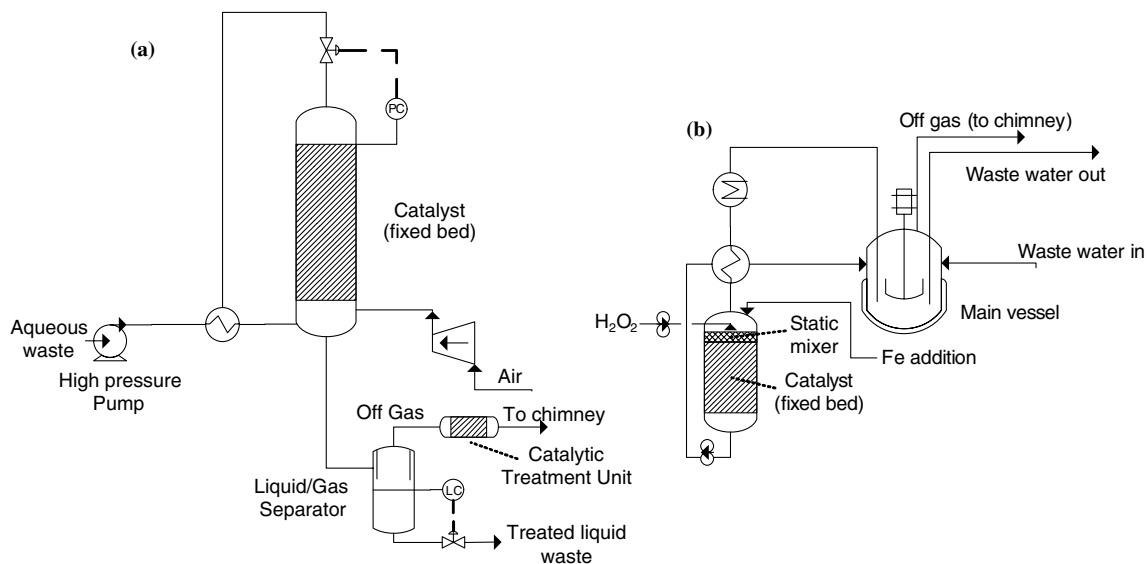 (a)
PC
Catalyst
(fixed bed)
Aqueous
waste
High pressure
Pump
Air
Off Gas
To chimney
Catalytic
Treatment Unit
Liquid/Gas
Separator
LC
Treated liquid
waste
(b)
Off gas (to chimney)
Waste water out
Waste water in
Main vessel
H₂O₂
Static
mixer
Fe addition
Catalyst
(fixed bed)